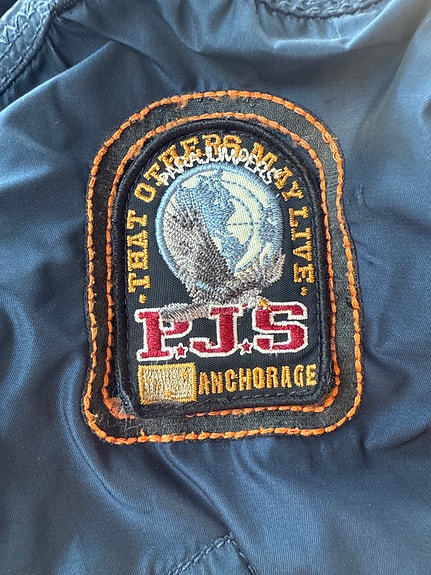 "THAT OTHERS MAY LIVE"
PARAJUMPERS
P.J.S
ANCHORAGE